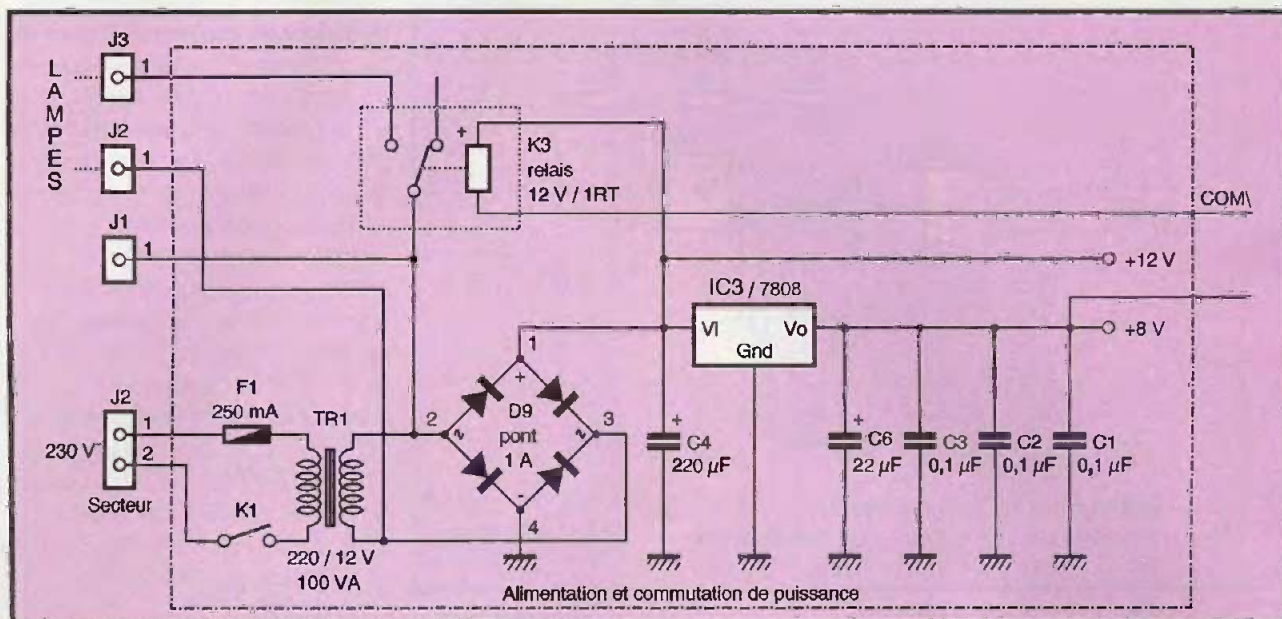 J3
1
LAMPES
J2
1
J1
1
+
K3
relais
12 V / 1RT
COM\
+12 V
IC3 / 7808
VI
Vo
Gnd
+8 V
1
+
2
2
D9
pont
1 A
2
3
-
4
+
C4
220 µF
+
C6
22 µF
C3
0,1 µF
C2
0,1 µF
C1
0,1 µF
J2
1
2
230 V~
Secteur
F1
250 mA
TR1
K1
220 / 12 V
100 VA
Alimentation et commutation de puissance